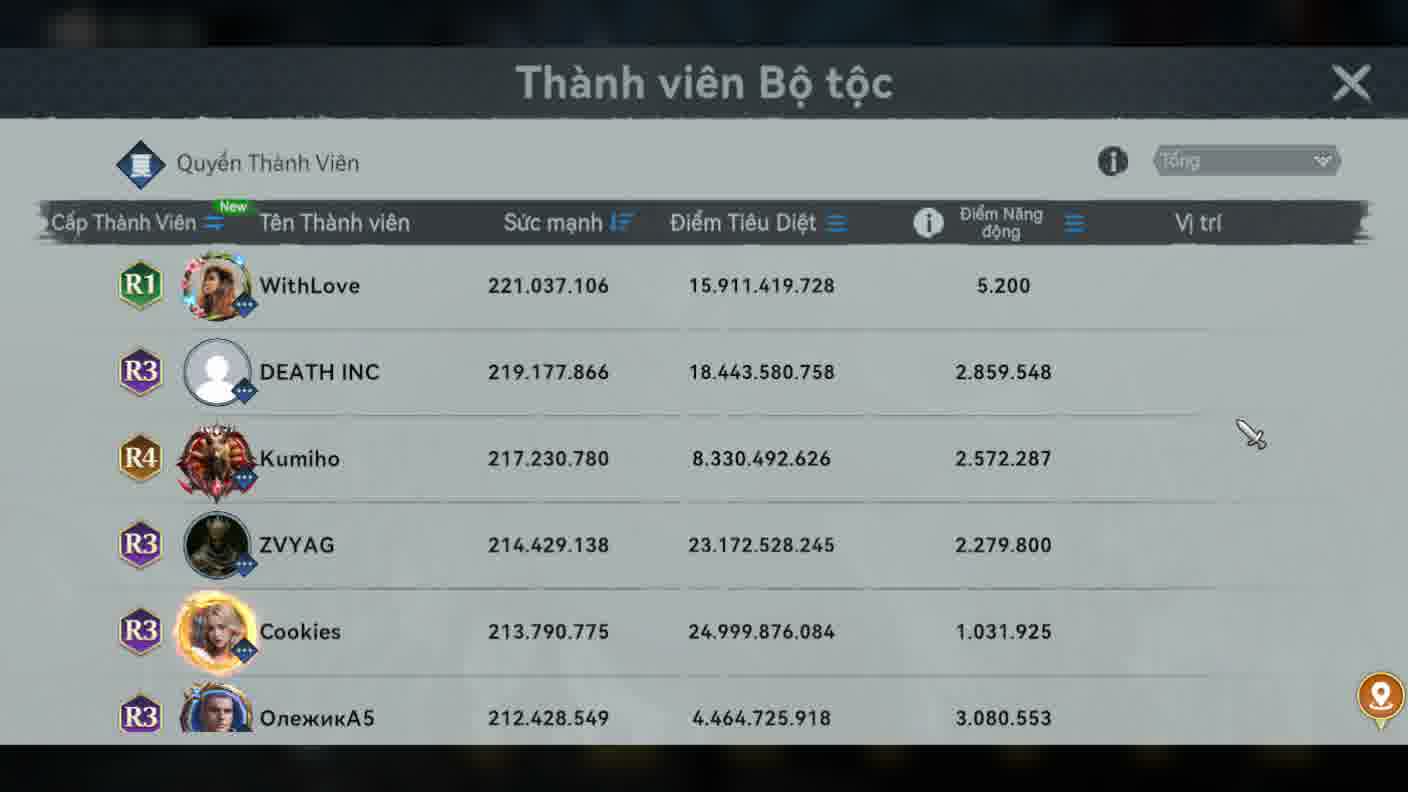 Thành viên Bộ tộc
Quyển Thành Viên
Tổng
Cấp Thành Viên New Tên Thành viên Sức mạnh Điểm Tiêu Diệt Điểm Năng động Vị trí
R1 WithLove 221.037.106 15.911.419.728 5.200
R3 DEATH INC 219.177.866 18.443.580.758 2.859.548
R4 Kumiho 217.230.780 8.330.492.626 2.572.287
R3 ZVYAG 214.429.138 23.172.528.245 2.279.800
R3 Cookies 213.790.775 24.999.876.084 1.031.925
R3 ОлежикА5 212.428.549 4.464.725.918 3.080.553